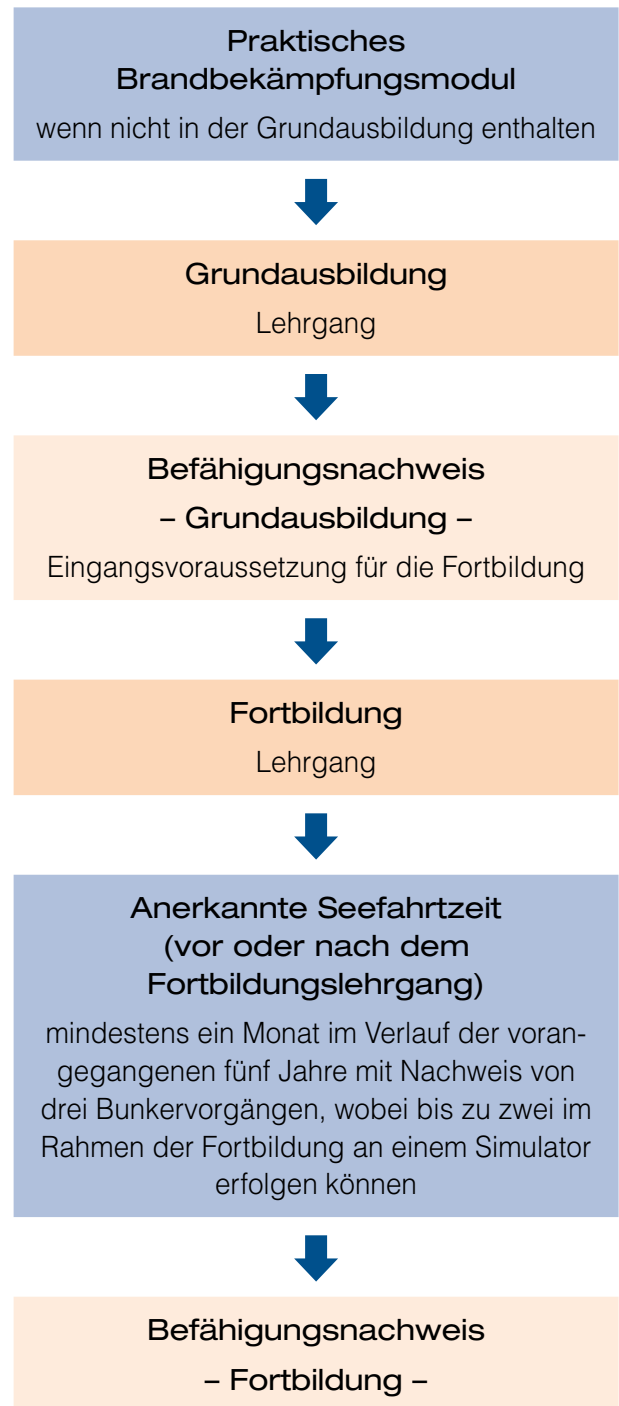 Praktisches
Brandbekämpfungsmodul
wenn nicht in der Grundausbildung enthalten
Grundausbildung
Lehrgang
Befähigungsnachweis
– Grundausbildung –
Eingangsvoraussetzung für die Fortbildung
Fortbildung
Lehrgang
Anerkannte Seefahrtzeit
(vor oder nach dem
Fortbildungslehrgang)
mindestens ein Monat im Verlauf der voran-
gegangenen fünf Jahre mit Nachweis von
drei Bunkervorgängen, wobei bis zu zwei im
Rahmen der Fortbildung an einem Simulator
erfolgen können
Befähigungsnachweis
– Fortbildung –